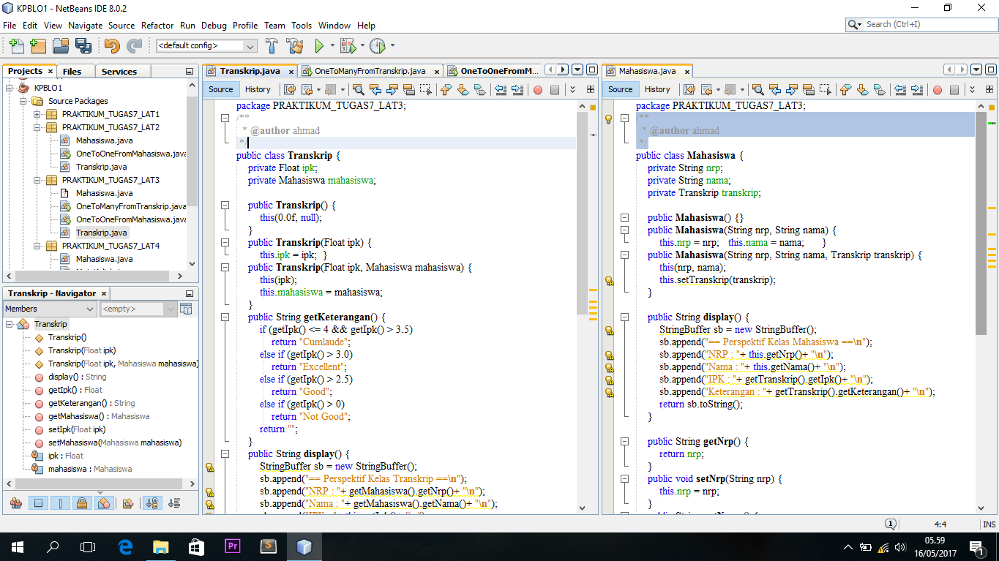 KPBLO1 - NetBeans IDE 8.0.2
File Edit View Navigate Source Refactor Run Debug Profile Team Tools Window Help
Search (Ctrl+I)
<default config>
Projects × Files Services
KPBLO1
Source Packages
PRAKTIKUM_TUGAS7_LAT1
PRAKTIKUM_TUGAS7_LAT2
Mahasiswa.java
OneToOneFromMahasiswa.java
Transkrip.java
PRAKTIKUM_TUGAS7_LAT3
Mahasiswa.java
OneToManyFromTranskrip.java
OneToOneFromMahasiswa.java
Transkrip.java
PRAKTIKUM_TUGAS7_LAT4
Mahasiswa.java
Transkrip - Navigator ×
Members <empty>
Transkrip
Transkrip()
Transkrip(Float ipk)
Transkrip(Float ipk, Mahasiswa mahasiswa)
display() : String
getIpk() : Float
getKeterangan() : String
getMahasiswa() : Mahasiswa
setIpk(Float ipk)
setMahasiswa(Mahasiswa mahasiswa)
ipk : Float
mahasiswa : Mahasiswa
Transkrip.java × OneToManyFromTranskrip.java × OneToOneFromM...
Source History
package PRAKTIKUM_TUGAS7_LAT3;
/**
* @author ahmad
*/
public class Transkrip {
private Float ipk;
private Mahasiswa mahasiswa;
public Transkrip() {
this(0.0f, null);
}
public Transkrip(Float ipk) {
this.ipk = ipk; }
public Transkrip(Float ipk, Mahasiswa mahasiswa) {
this(ipk);
this.mahasiswa = mahasiswa;
}
public String getKeterangan() {
if (getIpk() <= 4 && getIpk() > 3.5)
return "Cumlaude";
else if (getIpk() > 3.0)
return "Excellent";
else if (getIpk() > 2.5)
return "Good";
else if (getIpk() > 0)
return "Not Good";
return "";
}
public String display() {
StringBuffer sb = new StringBuffer();
sb.append("== Perspektif Kelas Transkrip ==\n");
sb.append("NRP : "+ getMahasiswa().getNrp()+ "\n");
sb.append("Nama : "+ getMahasiswa().getNama()+ "\n");
Mahasiswa.java ×
Source History
package PRAKTIKUM_TUGAS7_LAT3;
/**
* @author ahmad
*/
public class Mahasiswa {
private String nrp;
private String nama;
private Transkrip transkrip;
public Mahasiswa() {}
public Mahasiswa(String nrp, String nama) {
this.nrp = nrp; this.nama = nama; }
public Mahasiswa(String nrp, String nama, Transkrip transkrip) {
this(nrp, nama);
this.setTranskrip(transkrip);
}
public String display() {
StringBuffer sb = new StringBuffer();
sb.append("== Perspektif Kelas Mahasiswa ==\n");
sb.append("NRP : "+ this.getNrp()+ "\n");
sb.append("Nama : "+ this.getNama()+ "\n");
sb.append("IPK : "+ getTranskrip().getIpk()+ "\n");
sb.append("Keterangan : "+ getTranskrip().getKeterangan()+ "\n");
return sb.toString();
}
public String getNrp() {
return nrp;
}
public void setNrp(String nrp) {
this.nrp = nrp;
}
1 4:4 INS
Pr S
05.59
16/05/2017
1